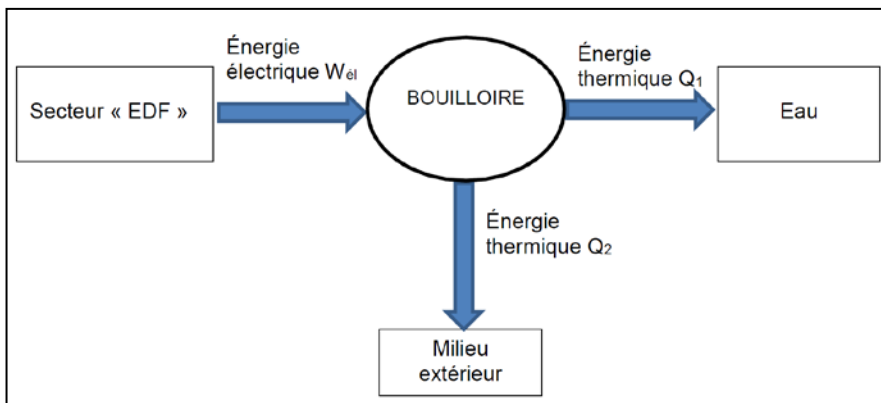 Énergie
électrique Wél
Énergie
thermique Q1
Secteur « EDF »
BOUILLOIRE
Eau
Énergie
thermique Q2
Milieu
extérieur